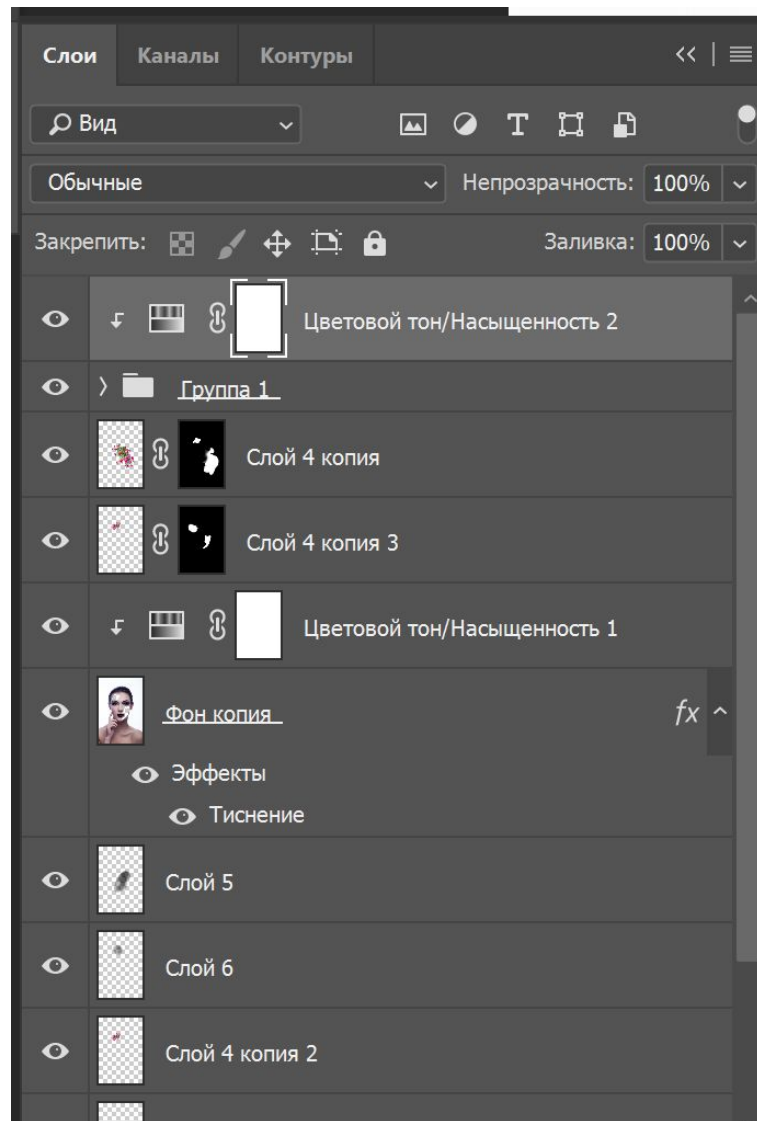 Слои Каналы Контуры
Вид
Обычные Непрозрачность: 100%
Закрепить: Заливка: 100%
Цветовой тон/Насыщенность 2
Группа 1
Слой 4 копия
Слой 4 копия 3
Цветовой тон/Насыщенность 1
Фон копия fx
Эффекты
Тиснение
Слой 5
Слой 6
Слой 4 копия 2